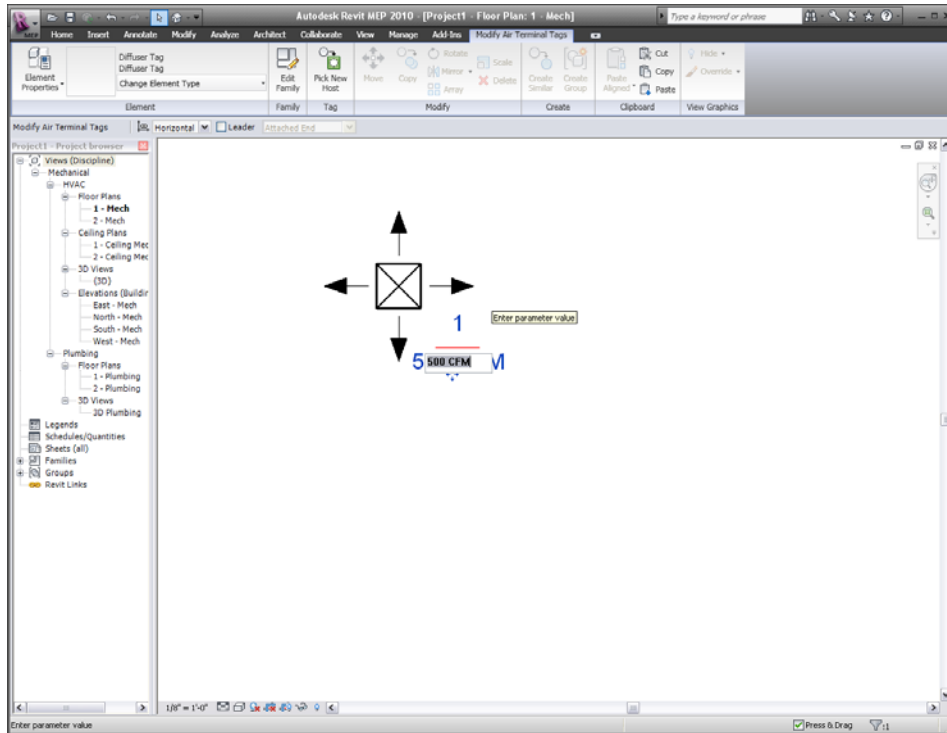 Autodesk Revit MEP 2010 - [Project1 - Floor Plan: 1 - Mech]
Type a keyword or phrase
MEP
Home Insert Annotate Modify Analyze Architect Collaborate View Manage Add-Ins Modify Air Terminal Tags
Element Properties
Diffuser Tag
Diffuser Tag
Change Element Type
Edit Family
Pick New Host
Move
Copy
Rotate
Mirror
Array
Scale
Delete
Create Similar
Create Group
Paste Aligned
Cut
Copy
Paste
Hide
Override
Element Family Tag Modify Create Clipboard View Graphics
Modify Air Terminal Tags Horizontal Leader Attached End
Project1 - Project browser
Views (Discipline)
Mechanical
HVAC
Floor Plans
1 - Mech
2 - Mech
Ceiling Plans
1 - Ceiling Mec
2 - Ceiling Mec
3D Views
{3D}
Elevations (Buildir
East - Mech
North - Mech
South - Mech
West - Mech
Plumbing
Floor Plans
1 - Plumbing
2 - Plumbing
3D Views
3D Plumbing
Legends
Schedules/Quantities
Sheets (all)
Families
Groups
Revit Links
1
Enter parameter value
5 500 CFM M
1/8" = 1'-0"
Enter parameter value
Press & Drag
:1